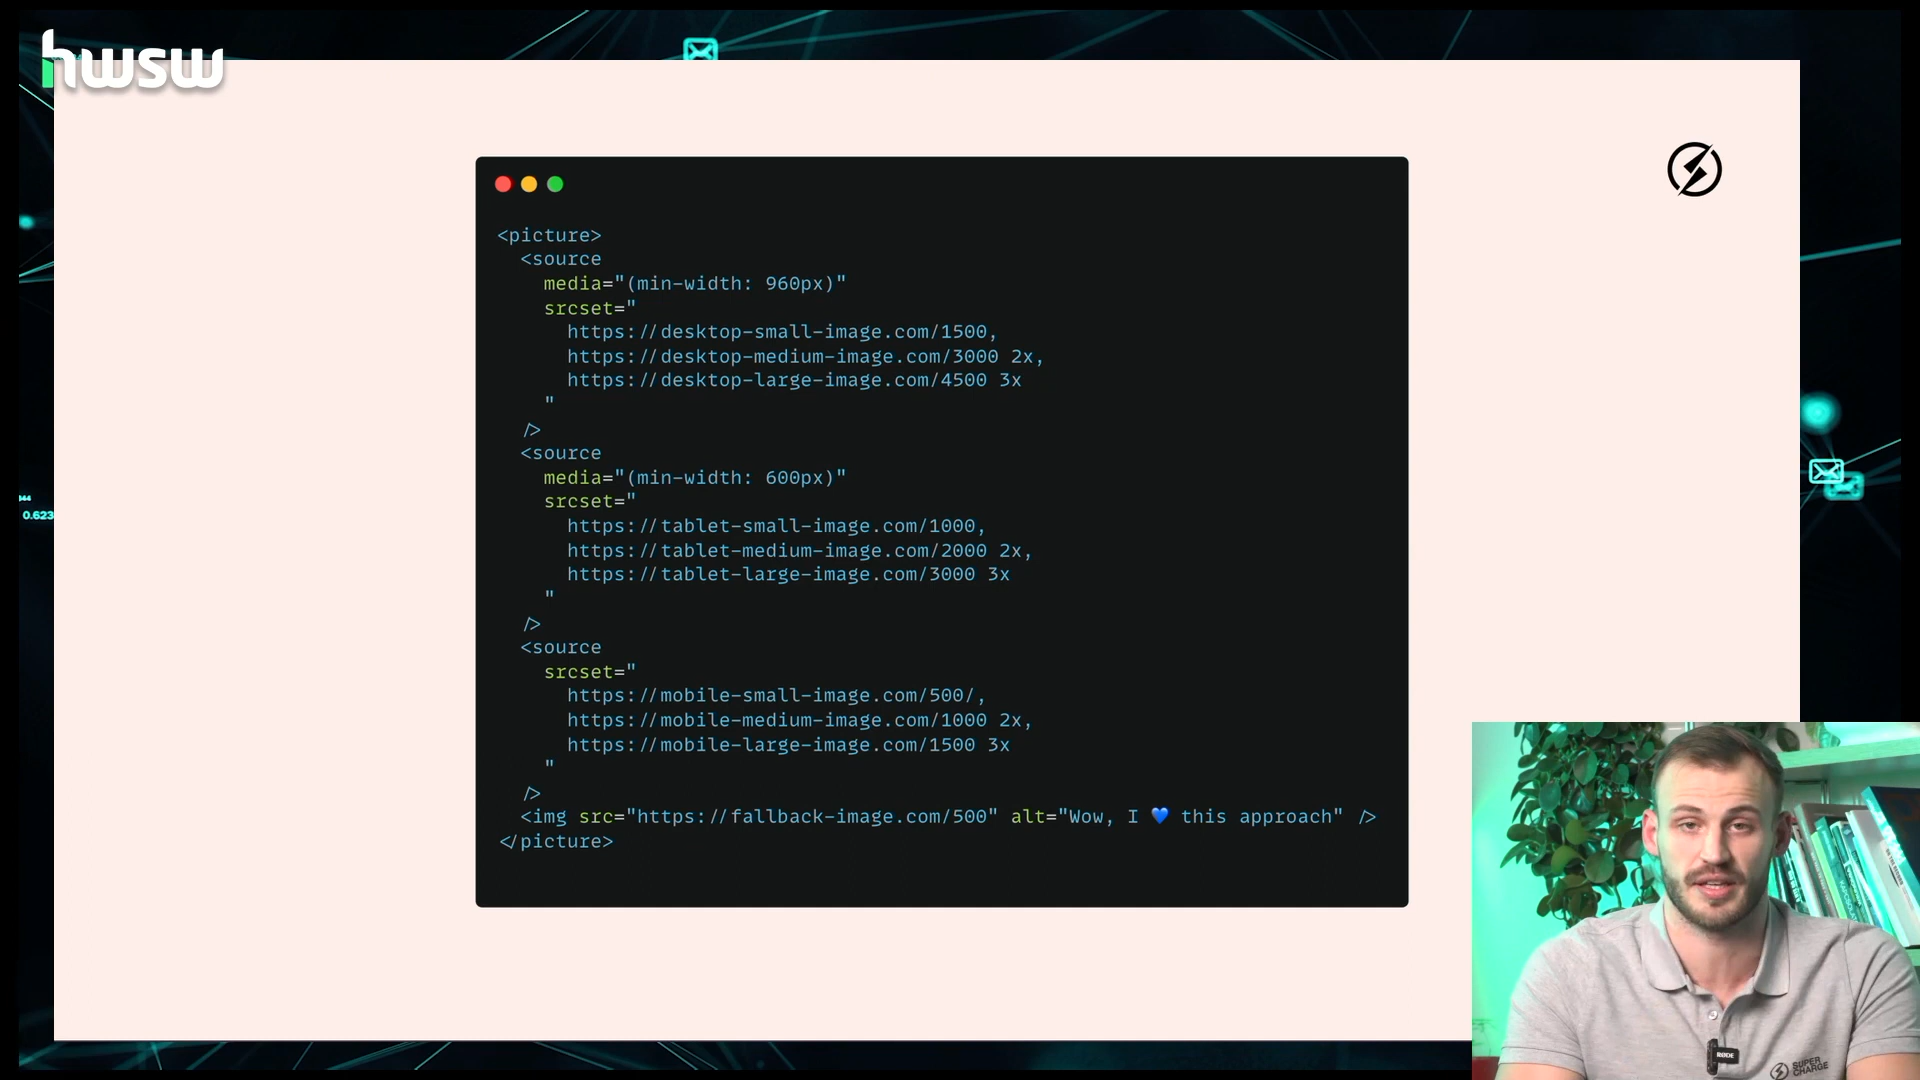 hwsw
<picture>
<source
media="(min-width: 960px)"
srcset="
https://desktop-small-image.com/1500,
https://desktop-medium-image.com/3000 2x,
https://desktop-large-image.com/4500 3x
"
/>
<source
media="(min-width: 600px)"
srcset="
https://tablet-small-image.com/1000,
https://tablet-medium-image.com/2000 2x,
https://tablet-large-image.com/3000 3x
"
/>
<source
srcset="
https://mobile-small-image.com/500/,
https://mobile-medium-image.com/1000 2x,
https://mobile-large-image.com/1500 3x
"
/>
<img src="https://fallback-image.com/500" alt="Wow, I 💙 this approach" />
</picture>
0.623
RØDE
SUPER
CHARGE